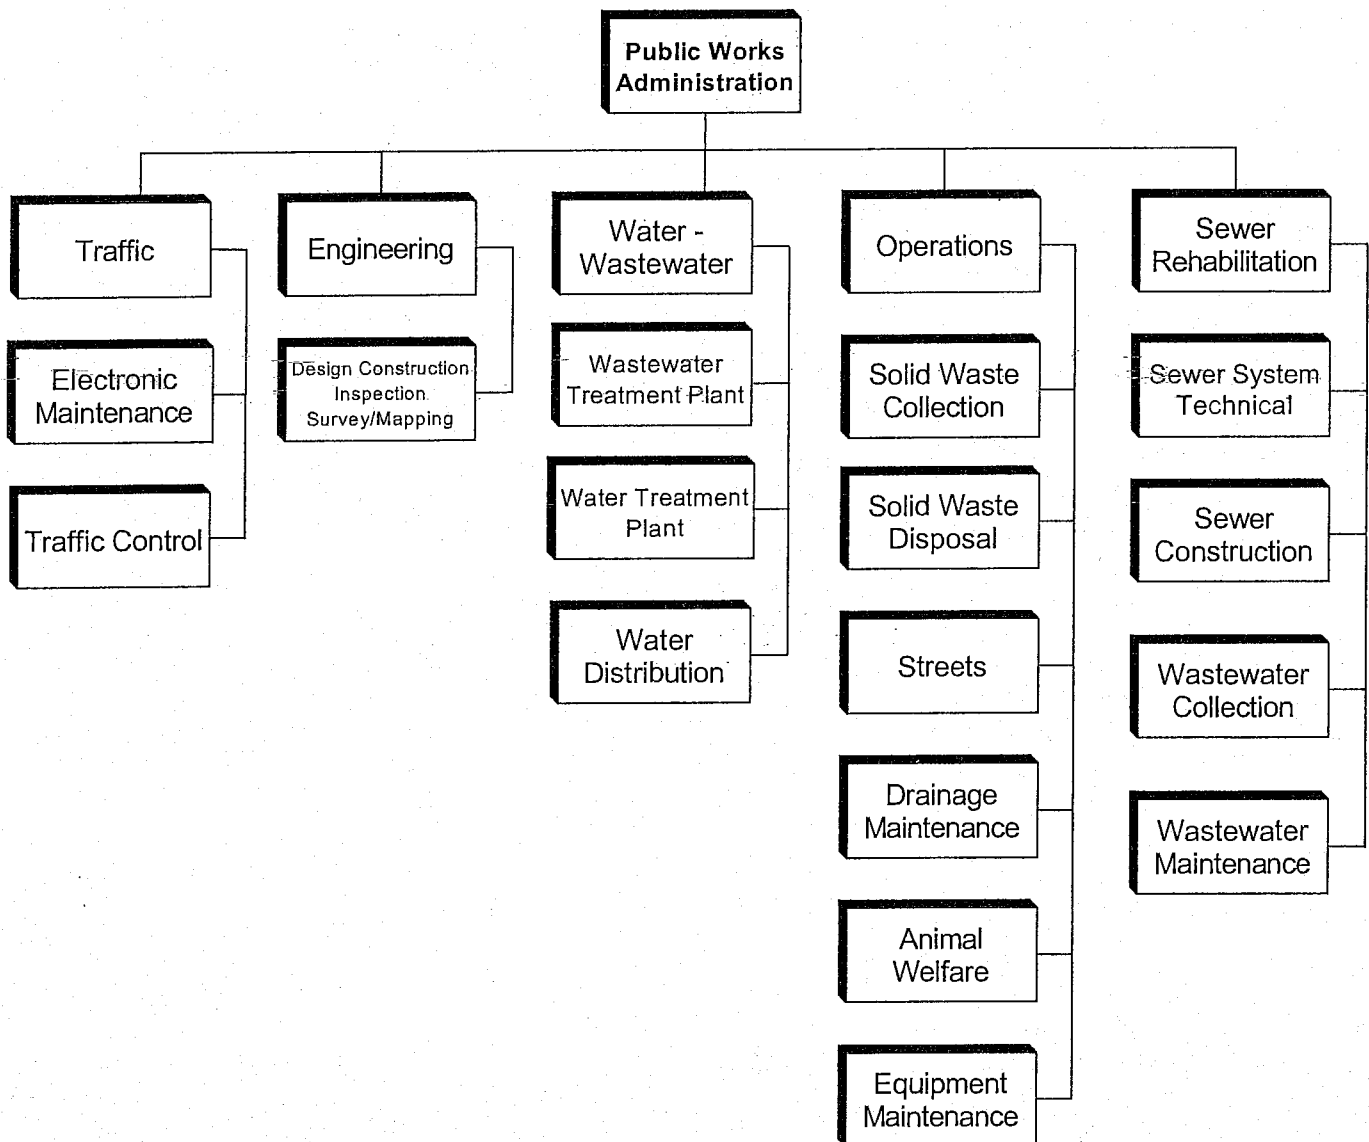 Public Works
Administration
Traffic
Electronic
Maintenance
Traffic Control
Engineering
Design Construction
Inspection
Survey/Mapping
Water -
Wastewater
Wastewater
Treatment Plant
Water Treatment
Plant
Water
Distribution
Operations
Solid Waste
Collection
Solid Waste
Disposal
Streets
Drainage
Maintenance
Animal
Welfare
Equipment
Maintenance
Sewer
Rehabilitation
Sewer System
Technical
Sewer
Construction
Wastewater
Collection
Wastewater
Maintenance